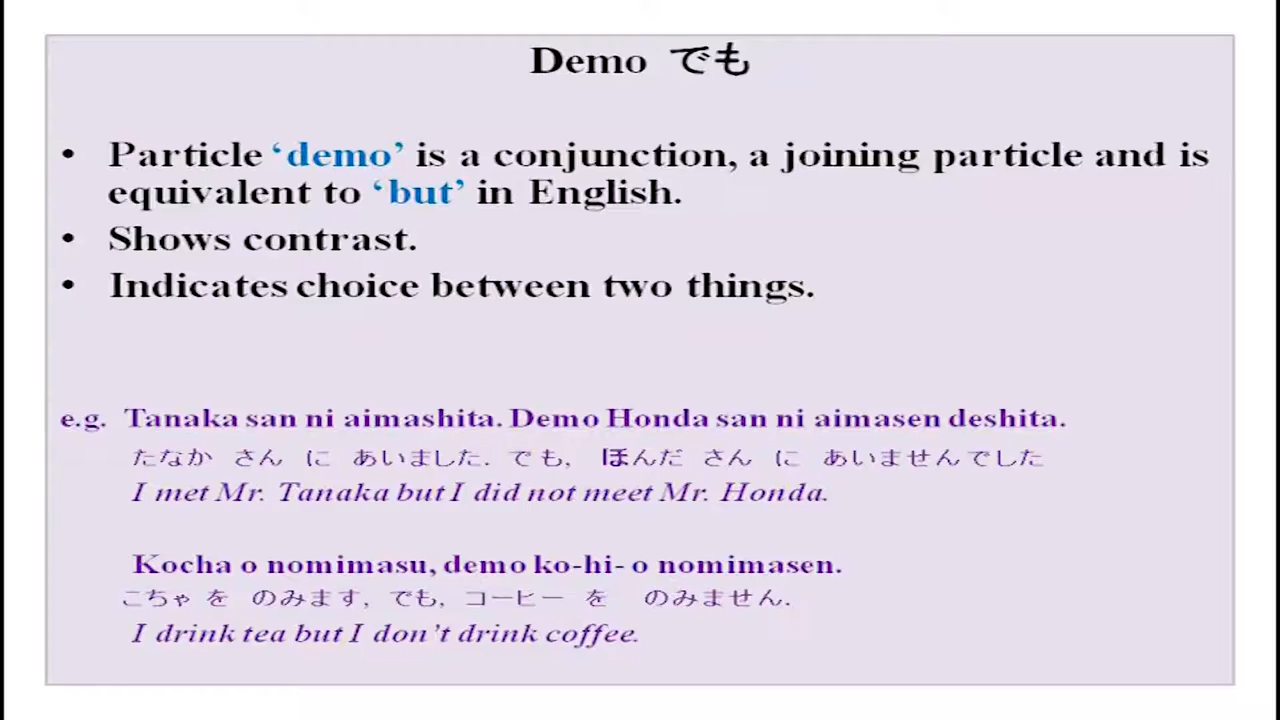 Demo でも
• Particle ‘demo’ is a conjunction, a joining particle and is
equivalent to ‘but’ in English.
• Shows contrast.
• Indicates choice between two things.
e.g. Tanaka san ni aimashita. Demo Honda san ni aimasen deshita.
たなか さん に あいました. でも, ほんだ さん に あいませんでした
I met Mr. Tanaka but I did not meet Mr. Honda.
Kocha o nomimasu, demo ko-hi- o nomimasen.
こちゃ を のみます, でも, コーヒー を のみません.
I drink tea but I don’t drink coffee.